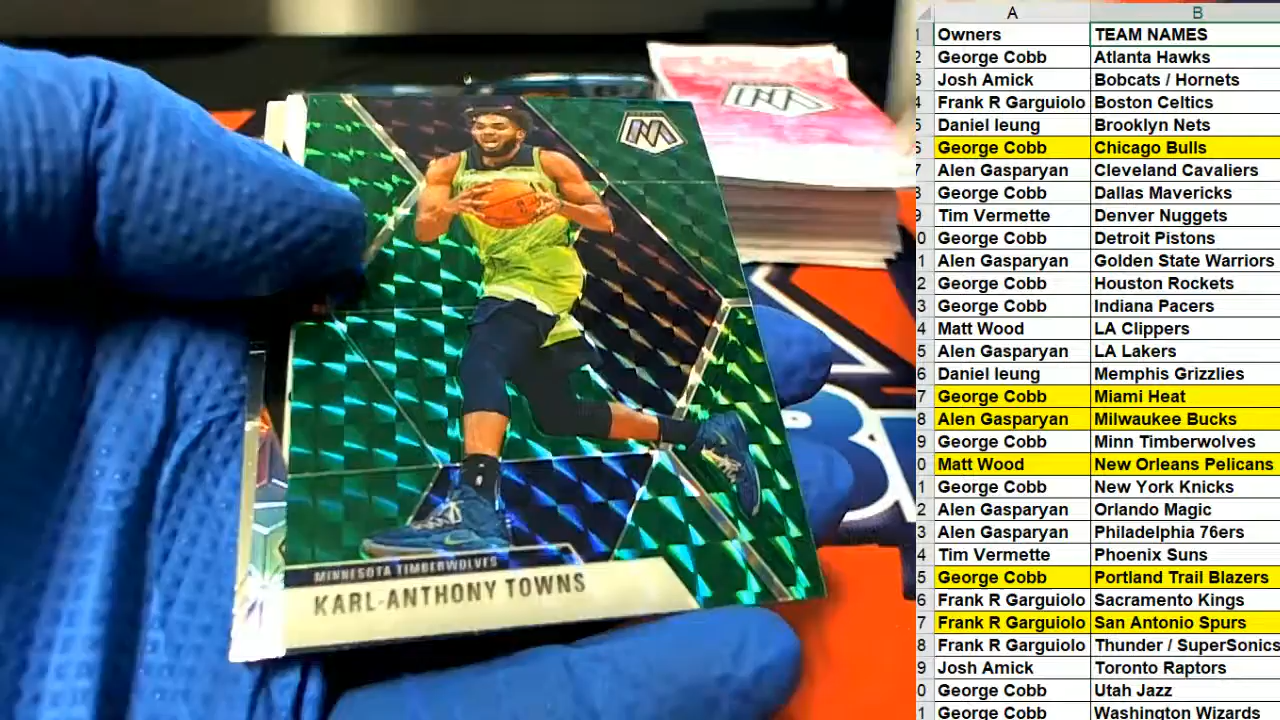 MINNESOTA TIMBERWOLVES
KARL-ANTHONY TOWNS
A B
1 Owners TEAM NAMES
2 George Cobb Atlanta Hawks
3 Josh Amick Bobcats / Hornets
4 Frank R Garguiolo Boston Celtics
5 Daniel leung Brooklyn Nets
6 George Cobb Chicago Bulls
7 Alen Gasparyan Cleveland Cavaliers
8 George Cobb Dallas Mavericks
9 Tim Vermette Denver Nuggets
0 George Cobb Detroit Pistons
1 Alen Gasparyan Golden State Warriors
2 George Cobb Houston Rockets
3 George Cobb Indiana Pacers
4 Matt Wood LA Clippers
5 Alen Gasparyan LA Lakers
6 Daniel leung Memphis Grizzlies
7 George Cobb Miami Heat
8 Alen Gasparyan Milwaukee Bucks
9 George Cobb Minn Timberwolves
0 Matt Wood New Orleans Pelicans
1 George Cobb New York Knicks
2 Alen Gasparyan Orlando Magic
3 Alen Gasparyan Philadelphia 76ers
4 Tim Vermette Phoenix Suns
5 George Cobb Portland Trail Blazers
6 Frank R Garguiolo Sacramento Kings
7 Frank R Garguiolo San Antonio Spurs
8 Frank R Garguiolo Thunder / SuperSonics
9 Josh Amick Toronto Raptors
0 George Cobb Utah Jazz
1 George Cobb Washington Wizards